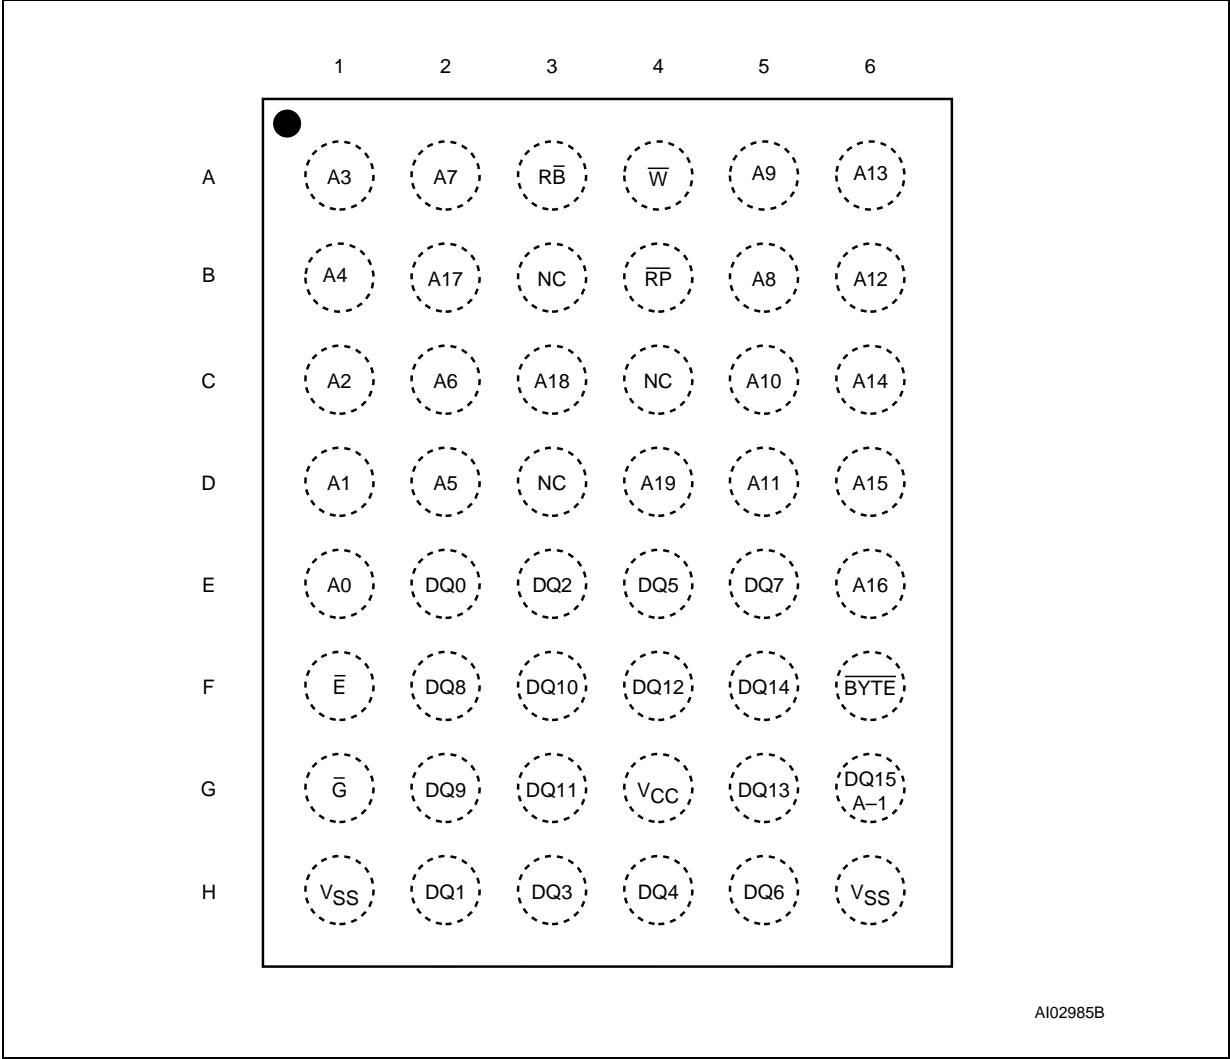 1 2 3 4 5 6
A A3 A7 RB̅ W̅ A9 A13
B A4 A17 NC R̅P̅ A8 A12
C A2 A6 A18 NC A10 A14
D A1 A5 NC A19 A11 A15
E A0 DQ0 DQ2 DQ5 DQ7 A16
F E̅ DQ8 DQ10 DQ12 DQ14 B̅Y̅T̅E̅
G G̅ DQ9 DQ11 VCC DQ13 DQ15
A–1
H VSS DQ1 DQ3 DQ4 DQ6 VSS
AI02985B